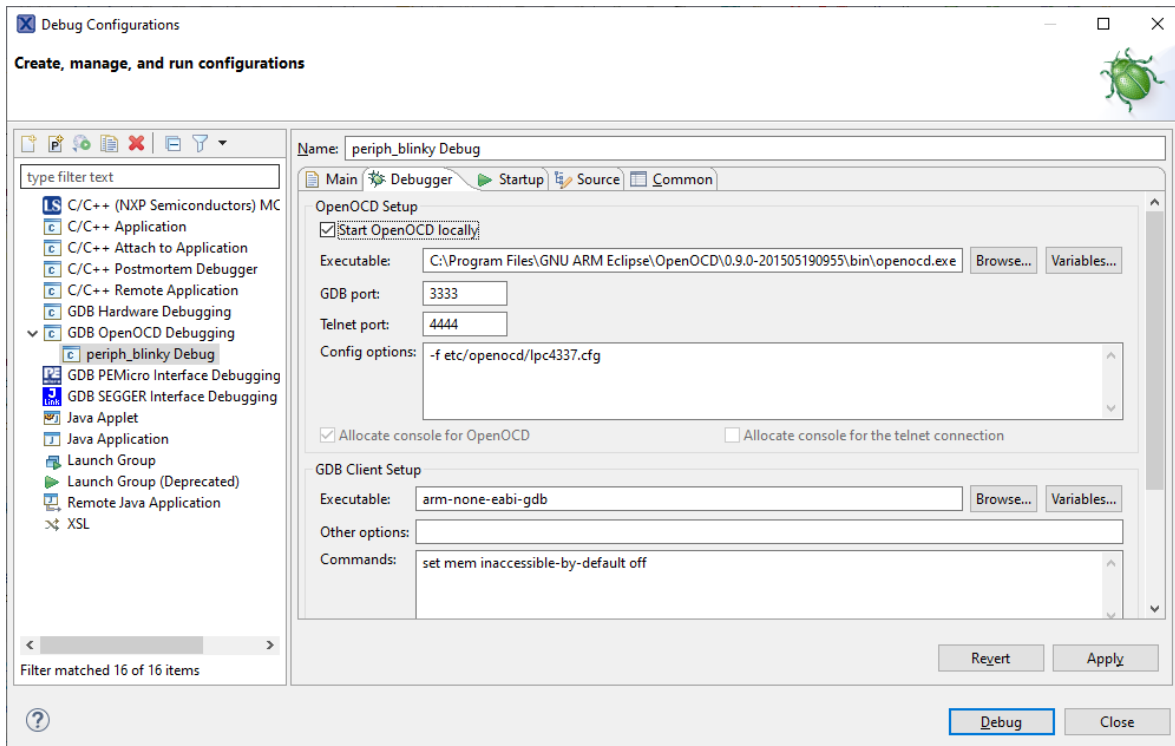 Debug Configurations
Create, manage, and run configurations
type filter text
C/C++ (NXP Semiconductors) MC
C/C++ Application
C/C++ Attach to Application
C/C++ Postmortem Debugger
C/C++ Remote Application
GDB Hardware Debugging
GDB OpenOCD Debugging
periph_blinky Debug
GDB PEMicro Interface Debugging
GDB SEGGER Interface Debugging
Java Applet
Java Application
Launch Group
Launch Group (Deprecated)
Remote Java Application
XSL
Filter matched 16 of 16 items
Name: periph_blinky Debug
Main Debugger Startup Source Common
OpenOCD Setup
Start OpenOCD locally
Executable: C:\Program Files\GNU ARM Eclipse\OpenOCD\0.9.0-201505190955\bin\openocd.exe Browse... Variables...
GDB port: 3333
Telnet port: 4444
Config options: -f etc/openocd/lpc4337.cfg
Allocate console for OpenOCD Allocate console for the telnet connection
GDB Client Setup
Executable: arm-none-eabi-gdb Browse... Variables...
Other options:
Commands: set mem inaccessible-by-default off
Revert Apply
Debug Close